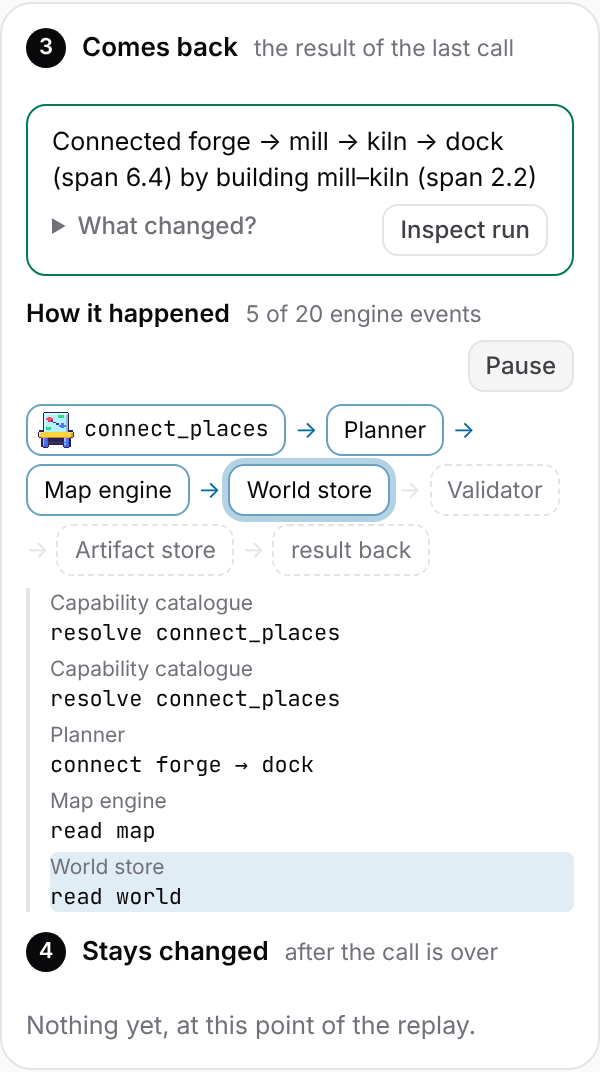 3 Comes back the result of the last call
Connected forge → mill → kiln → dock
(span 6.4) by building mill–kiln (span 2.2)
▶ What changed? Inspect run
How it happened 5 of 20 engine events
Pause
connect_places → Planner →
Map engine → World store → Validator
→ Artifact store → result back
Capability catalogue
resolve connect_places
Capability catalogue
resolve connect_places
Planner
connect forge → dock
Map engine
read map
World store
read world
4 Stays changed after the call is over
Nothing yet, at this point of the replay.